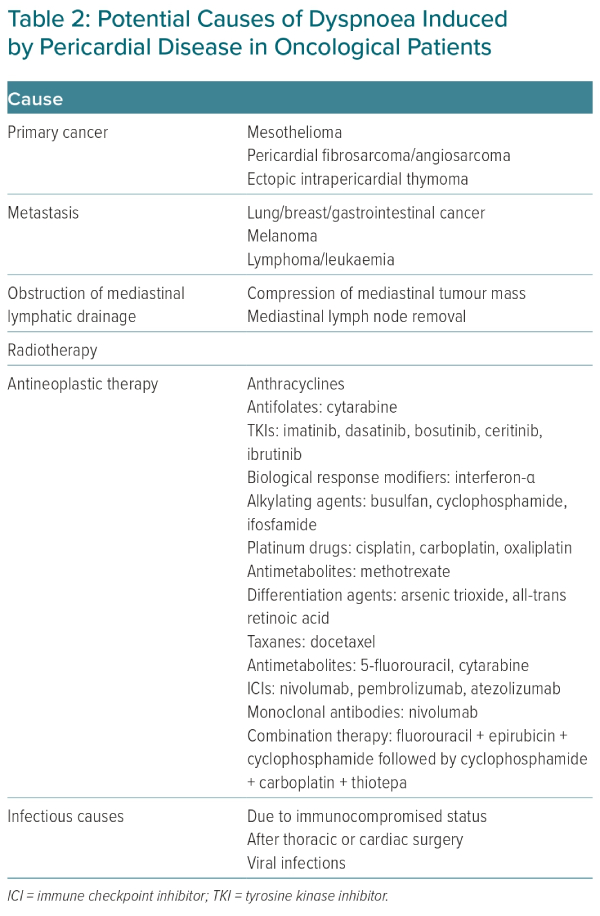 Table 2: Potential Causes of Dyspnoea Induced
by Pericardial Disease in Oncological Patients
Cause
Primary cancer
Mesothelioma
Pericardial fibrosarcoma/angiosarcoma
Ectopic intrapericardial thymoma
Metastasis
Lung/breast/gastrointestinal cancer
Melanoma
Lymphoma/leukaemia
Obstruction of mediastinal
lymphatic drainage
Compression of mediastinal tumour mass
Mediastinal lymph node removal
Radiotherapy
Antineoplastic therapy
Anthracyclines
Antifolates: cytarabine
TKIs: imatinib, dasatinib, bosutinib, ceritinib,
ibrutinib
Biological response modifiers: interferon-α
Alkylating agents: busulfan, cyclophosphamide,
ifosfamide
Platinum drugs: cisplatin, carboplatin, oxaliplatin
Antimetabolites: methotrexate
Differentiation agents: arsenic trioxide, all-trans
retinoic acid
Taxanes: docetaxel
Antimetabolites: 5-fluorouracil, cytarabine
ICIs: nivolumab, pembrolizumab, atezolizumab
Monoclonal antibodies: nivolumab
Combination therapy: fluorouracil + epirubicin +
cyclophosphamide followed by cyclophosphamide
+ carboplatin + thiotepa
Infectious causes
Due to immunocompromised status
After thoracic or cardiac surgery
Viral infections
ICI = immune checkpoint inhibitor; TKI = tyrosine kinase inhibitor.